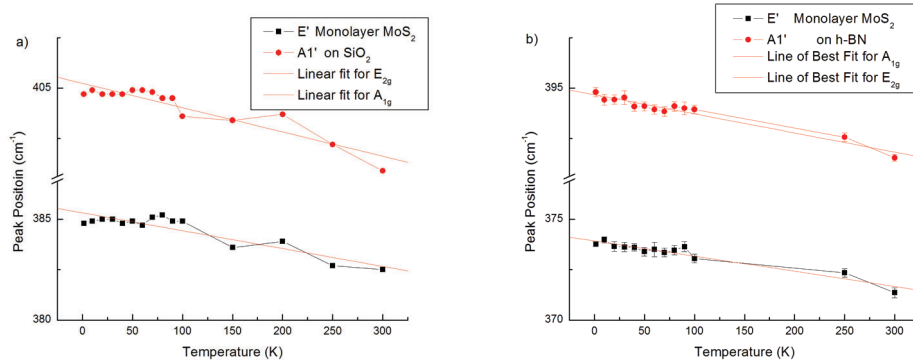 a)
E' Monolayer MoS2
A1' on SiO2
Linear fit for E2g
Linear fit for A1g
405
385
380
Peak Positoin (cm-1)
0 50 100 150 200 250 300
Temperature (K)
b)
E' Monolayer MoS2
A1' on h-BN
Line of Best Fit for A1g
Line of Best Fit for E2g
395
375
370
Peak Position (cm-1)
0 50 100 150 200 250 300
Temperature (K)